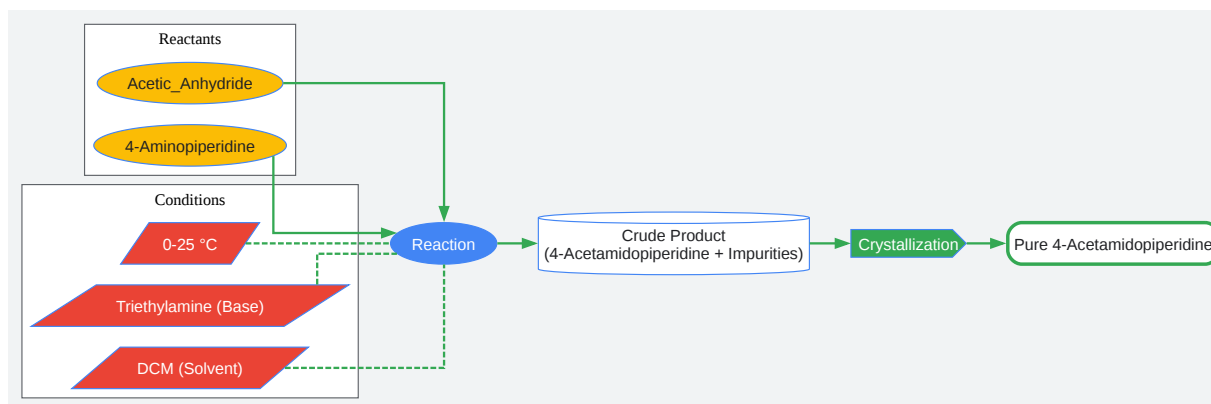 Reactants
Acetic_Anhydride
4-Aminopiperidine
Conditions
0-25 °C
Triethylamine (Base)
DCM (Solvent)
Reaction
Crude Product
(4-Acetamidopiperidine + Impurities)
Crystallization
Pure 4-Acetamidopiperidine